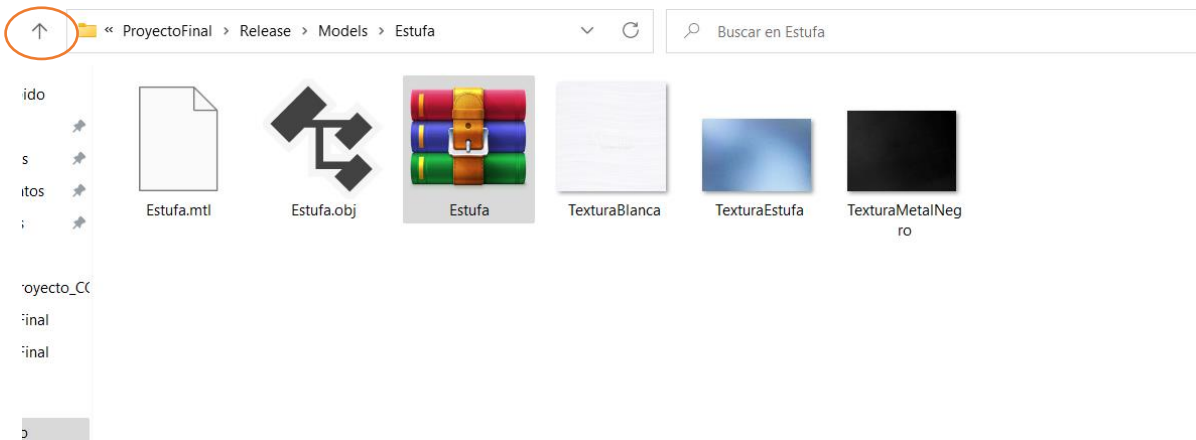 « ProyectoFinal > Release > Models > Estufa
Buscar en Estufa
ido
s
itos
s
Estufa.mtl
Estufa.obj
Estufa
TexturaBlanca
TexturaEstufa
TexturaMetalNeg
ro
royecto_CG
Final
Final